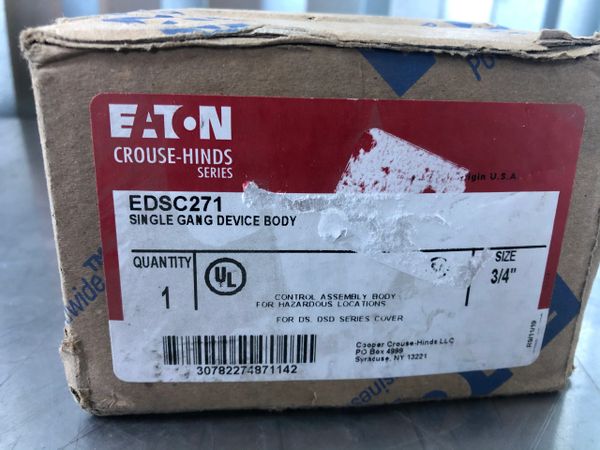 EATON
CROUSE-HINDS
SERIES
U.S.A
EDSC271
SINGLE GANG DEVICE BODY
QUANTITY
1
UL
SIZE
3/4"
CONTROL ASSEMBLY BODY
FOR HAZARDOUS LOCATIONS
FOR DS, DSD SERIES COVER
30782274871142
Cooper Crouse-Hinds LLC
PO Box 4999
Syracuse, NY 13221